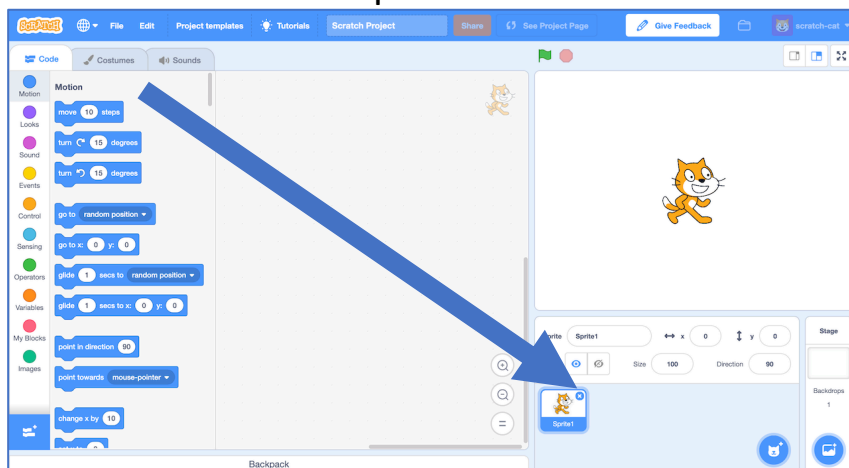 SCRATCH File Edit Project templates Tutorials Scratch Project Share See Project Page Give Feedback scratch-cat
Code Costumes Sounds
Motion
Looks
Sound
Events
Control
Sensing
Operators
Variables
My Blocks
Images
Motion
move 10 steps
turn 15 degrees
turn 15 degrees
go to random position
go to x: 0 y: 0
glide 1 secs to random position
glide 1 secs to x: 0 y: 0
point in direction 90
point towards mouse-pointer
change x by 10
Backpack
Sprite1 x 0 y 0
Size 100 Direction 90
Sprite1
Stage
Backdrops
1